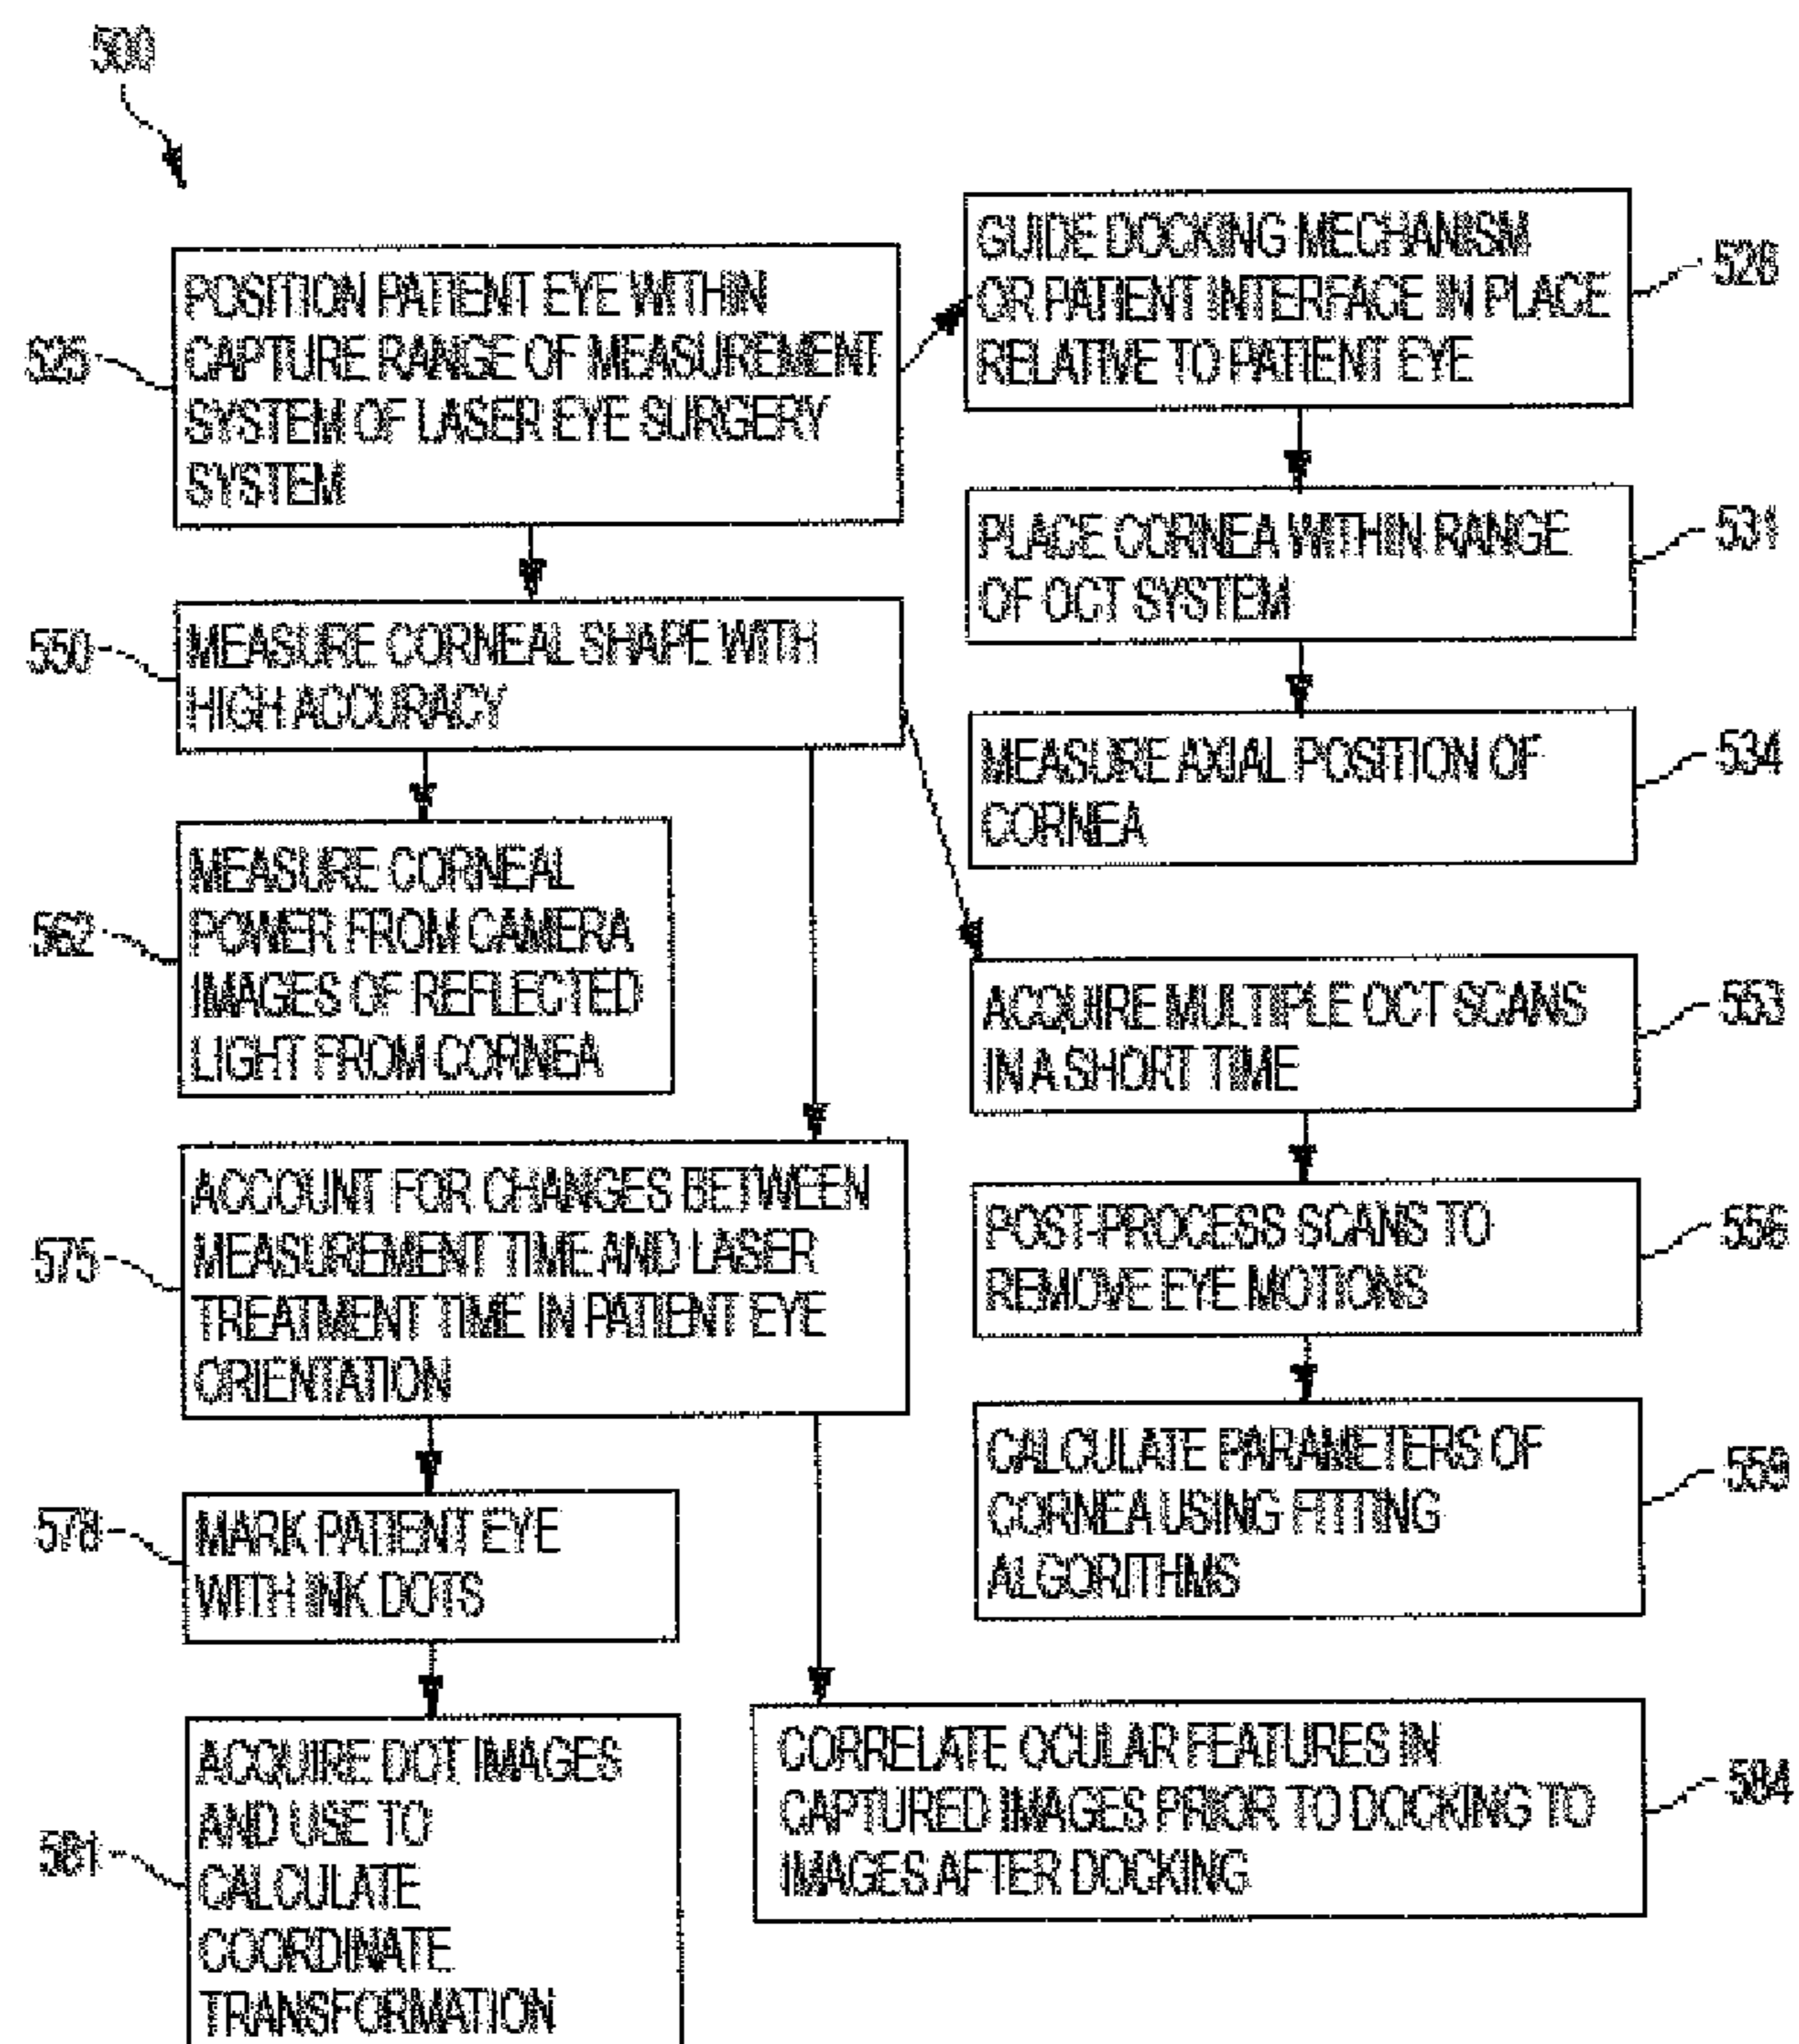 500
525
POSITION PATIENT EYE WITHIN
CAPTURE RANGE OF MEASUREMENT
SYSTEM OF LASER EYE SURGERY
SYSTEM
GUIDE DOCKING MECHANISM
OR PATIENT INTERFACE IN PLACE
RELATIVE TO PATIENT EYE
528
PLACE CORNEA WITHIN RANGE
OF OCT SYSTEM
531
MEASURE AXIAL POSITION OF
CORNEA
534
550
MEASURE CORNEAL SHAPE WITH
HIGH ACCURACY
562
MEASURE CORNEAL
POWER FROM CAMERA
IMAGES OF REFLECTED
LIGHT FROM CORNEA
ACQUIRE MULTIPLE OCT SCANS
IN A SHORT TIME
553
POST-PROCESS SCANS TO
REMOVE EYE MOTIONS
556
CALCULATE PARAMETERS OF
CORNEA USING FITTING
ALGORITHMS
559
575
ACCOUNT FOR CHANGES BETWEEN
MEASUREMENT TIME AND LASER
TREATMENT TIME IN PATIENT EYE
ORIENTATION
578
MARK PATIENT EYE
WITH INK DOTS
581
ACQUIRE DOT IMAGES
AND USE TO
CALCULATE
COORDINATE
TRANSFORMATION
CORRELATE OCULAR FEATURES IN
CAPTURED IMAGES PRIOR TO DOCKING TO
IMAGES AFTER DOCKING
584